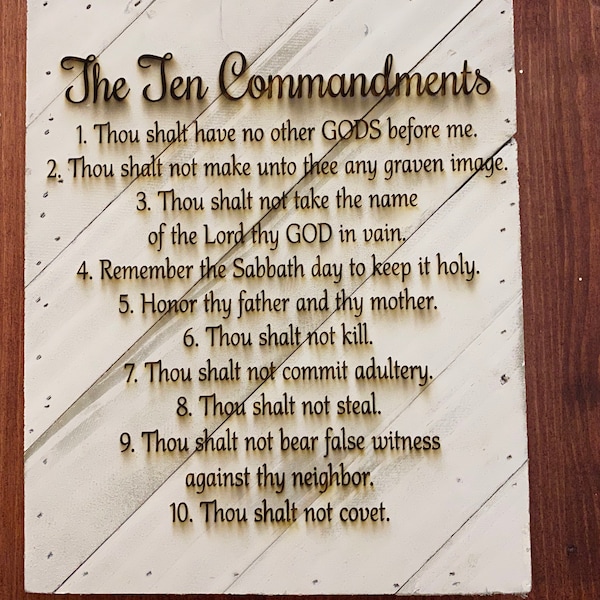 The Ten Commandments
1. Thou shalt have no other GODS before me.
2. Thou shalt not make unto thee any graven image.
3. Thou shalt not take the name
of the Lord thy GOD in vain.
4. Remember the Sabbath day to keep it holy.
5. Honor thy father and thy mother.
6. Thou shalt not kill.
7. Thou shalt not commit adultery.
8. Thou shalt not steal.
9. Thou shalt not bear false witness
against thy neighbor.
10. Thou shalt not covet.